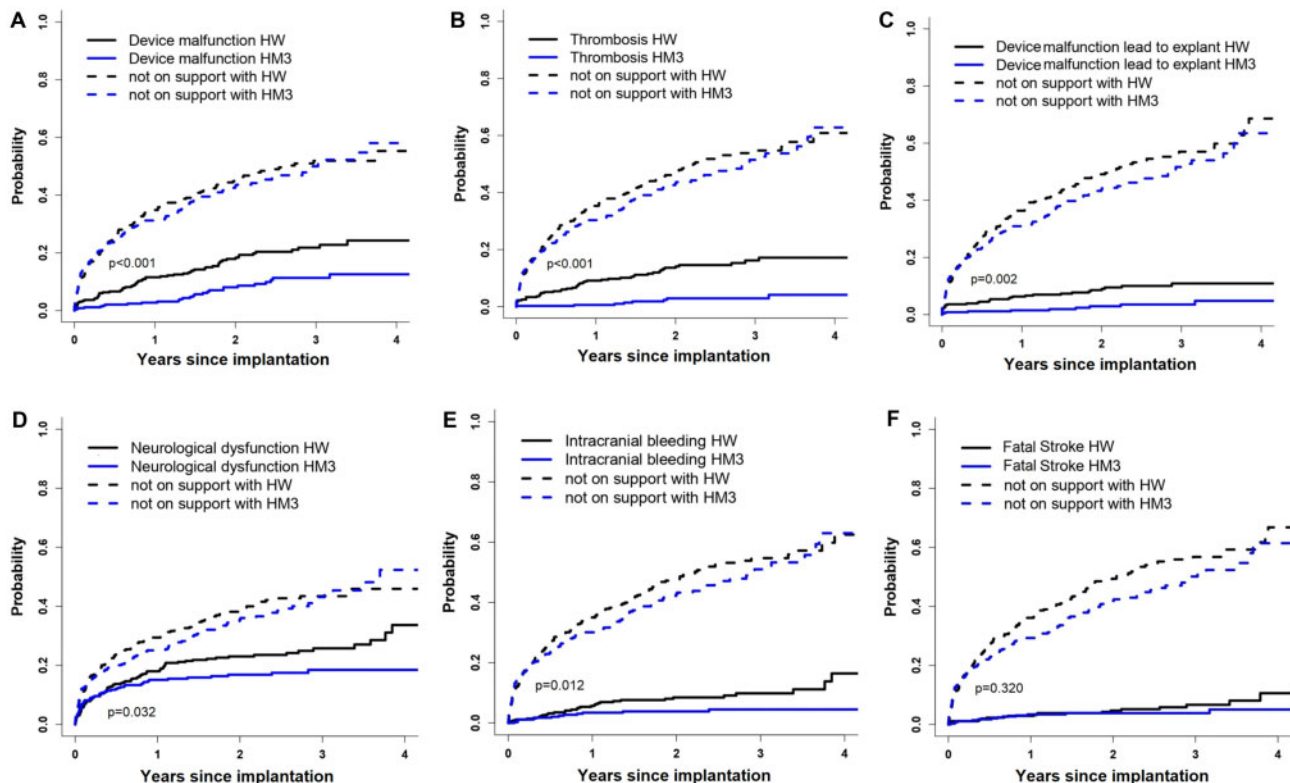 A
Device malfunction HW
Device malfunction HM3
not on support with HW
not on support with HM3
Probability
1.0
0.8
0.6
0.4
0.2
0.0
p<0.001
0 1 2 3 4
Years since implantation
B
Thrombosis HW
Thrombosis HM3
not on support with HW
not on support with HM3
Probability
1.0
0.8
0.6
0.4
0.2
0.0
p<0.001
0 1 2 3 4
Years since implantation
C
Device malfunction lead to explant HW
Device malfunction lead to explant HM3
not on support with HW
not on support with HM3
Probability
1.0
0.8
0.6
0.4
0.2
0.0
p=0.002
0 1 2 3 4
Years since implantation
D
Neurological dysfunction HW
Neurological dysfunction HM3
not on support with HW
not on support with HM3
Probability
1.0
0.8
0.6
0.4
0.2
0.0
p=0.032
0 1 2 3 4
Years since implantation
E
Intracranial bleeding HW
Intracranial bleeding HM3
not on support with HW
not on support with HM3
Probability
1.0
0.8
0.6
0.4
0.2
0.0
p=0.012
0 1 2 3 4
Years since implantation
F
Fatal Stroke HW
Fatal Stroke HM3
not on support with HW
not on support with HM3
Probability
1.0
0.8
0.6
0.4
0.2
0.0
p=0.320
0 1 2 3 4
Years since implantation